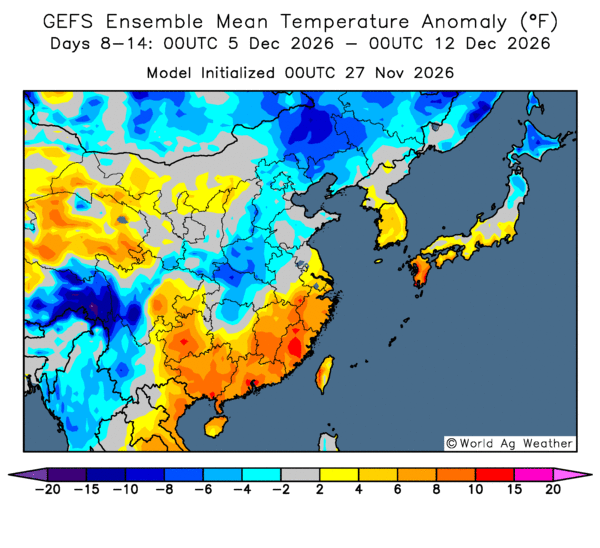 GEFS Ensemble Mean Temperature Anomaly (°F)
Days 8-14: 00UTC 5 Dec 2026 - 00UTC 12 Dec 2026
Model Initialized 00UTC 27 Nov 2026
©World Ag Weather
-20 -15 -10 -8 -6 -4 -2 2 4 6 8 10 15 20